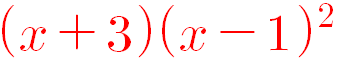 (x + 3)(x − 1)²